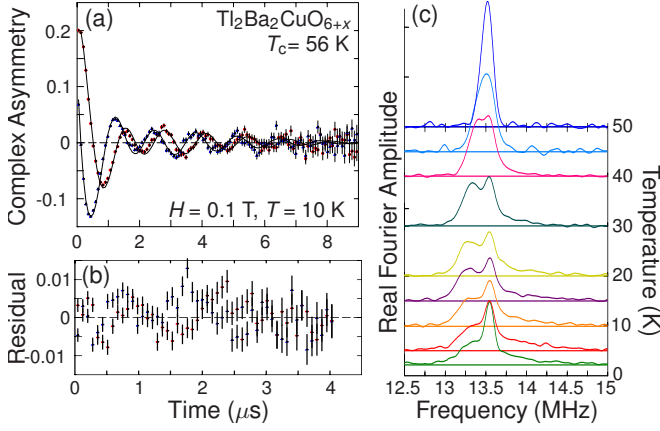 (a)
Tl2Ba2CuO6+x
Tc= 56 K
Complex Asymmetry
0.2
0.1
0
-0.1
H = 0.1 T, T = 10 K
0 2 4 6 8
(b)
Residual
0.01
0
-0.01
0 1 2 3 4
Time (μs)
(c)
Real Fourier Amplitude
Temperature (K)
50
40
30
20
10
0
12.5 13 13.5 14 14.5 15
Frequency (MHz)